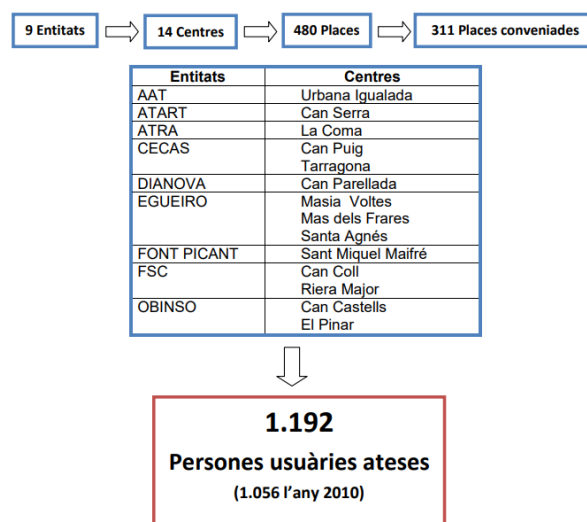 9 Entitats 14 Centres 480 Places 311 Places conveniades
Entitats Centres
AAT Urbana Igualada
ATART Can Serra
ATRA La Coma
CECAS Can Puig
Tarragona
DIANOVA Can Parellada
EGUEIRO Masia Voltes
Mas dels Frares
Santa Agnés
FONT PICANT Sant Miquel Maifré
FSC Can Coll
Riera Major
OBINSO Can Castells
El Pinar
1.192
Persones usuàries ateses
(1.056 l'any 2010)